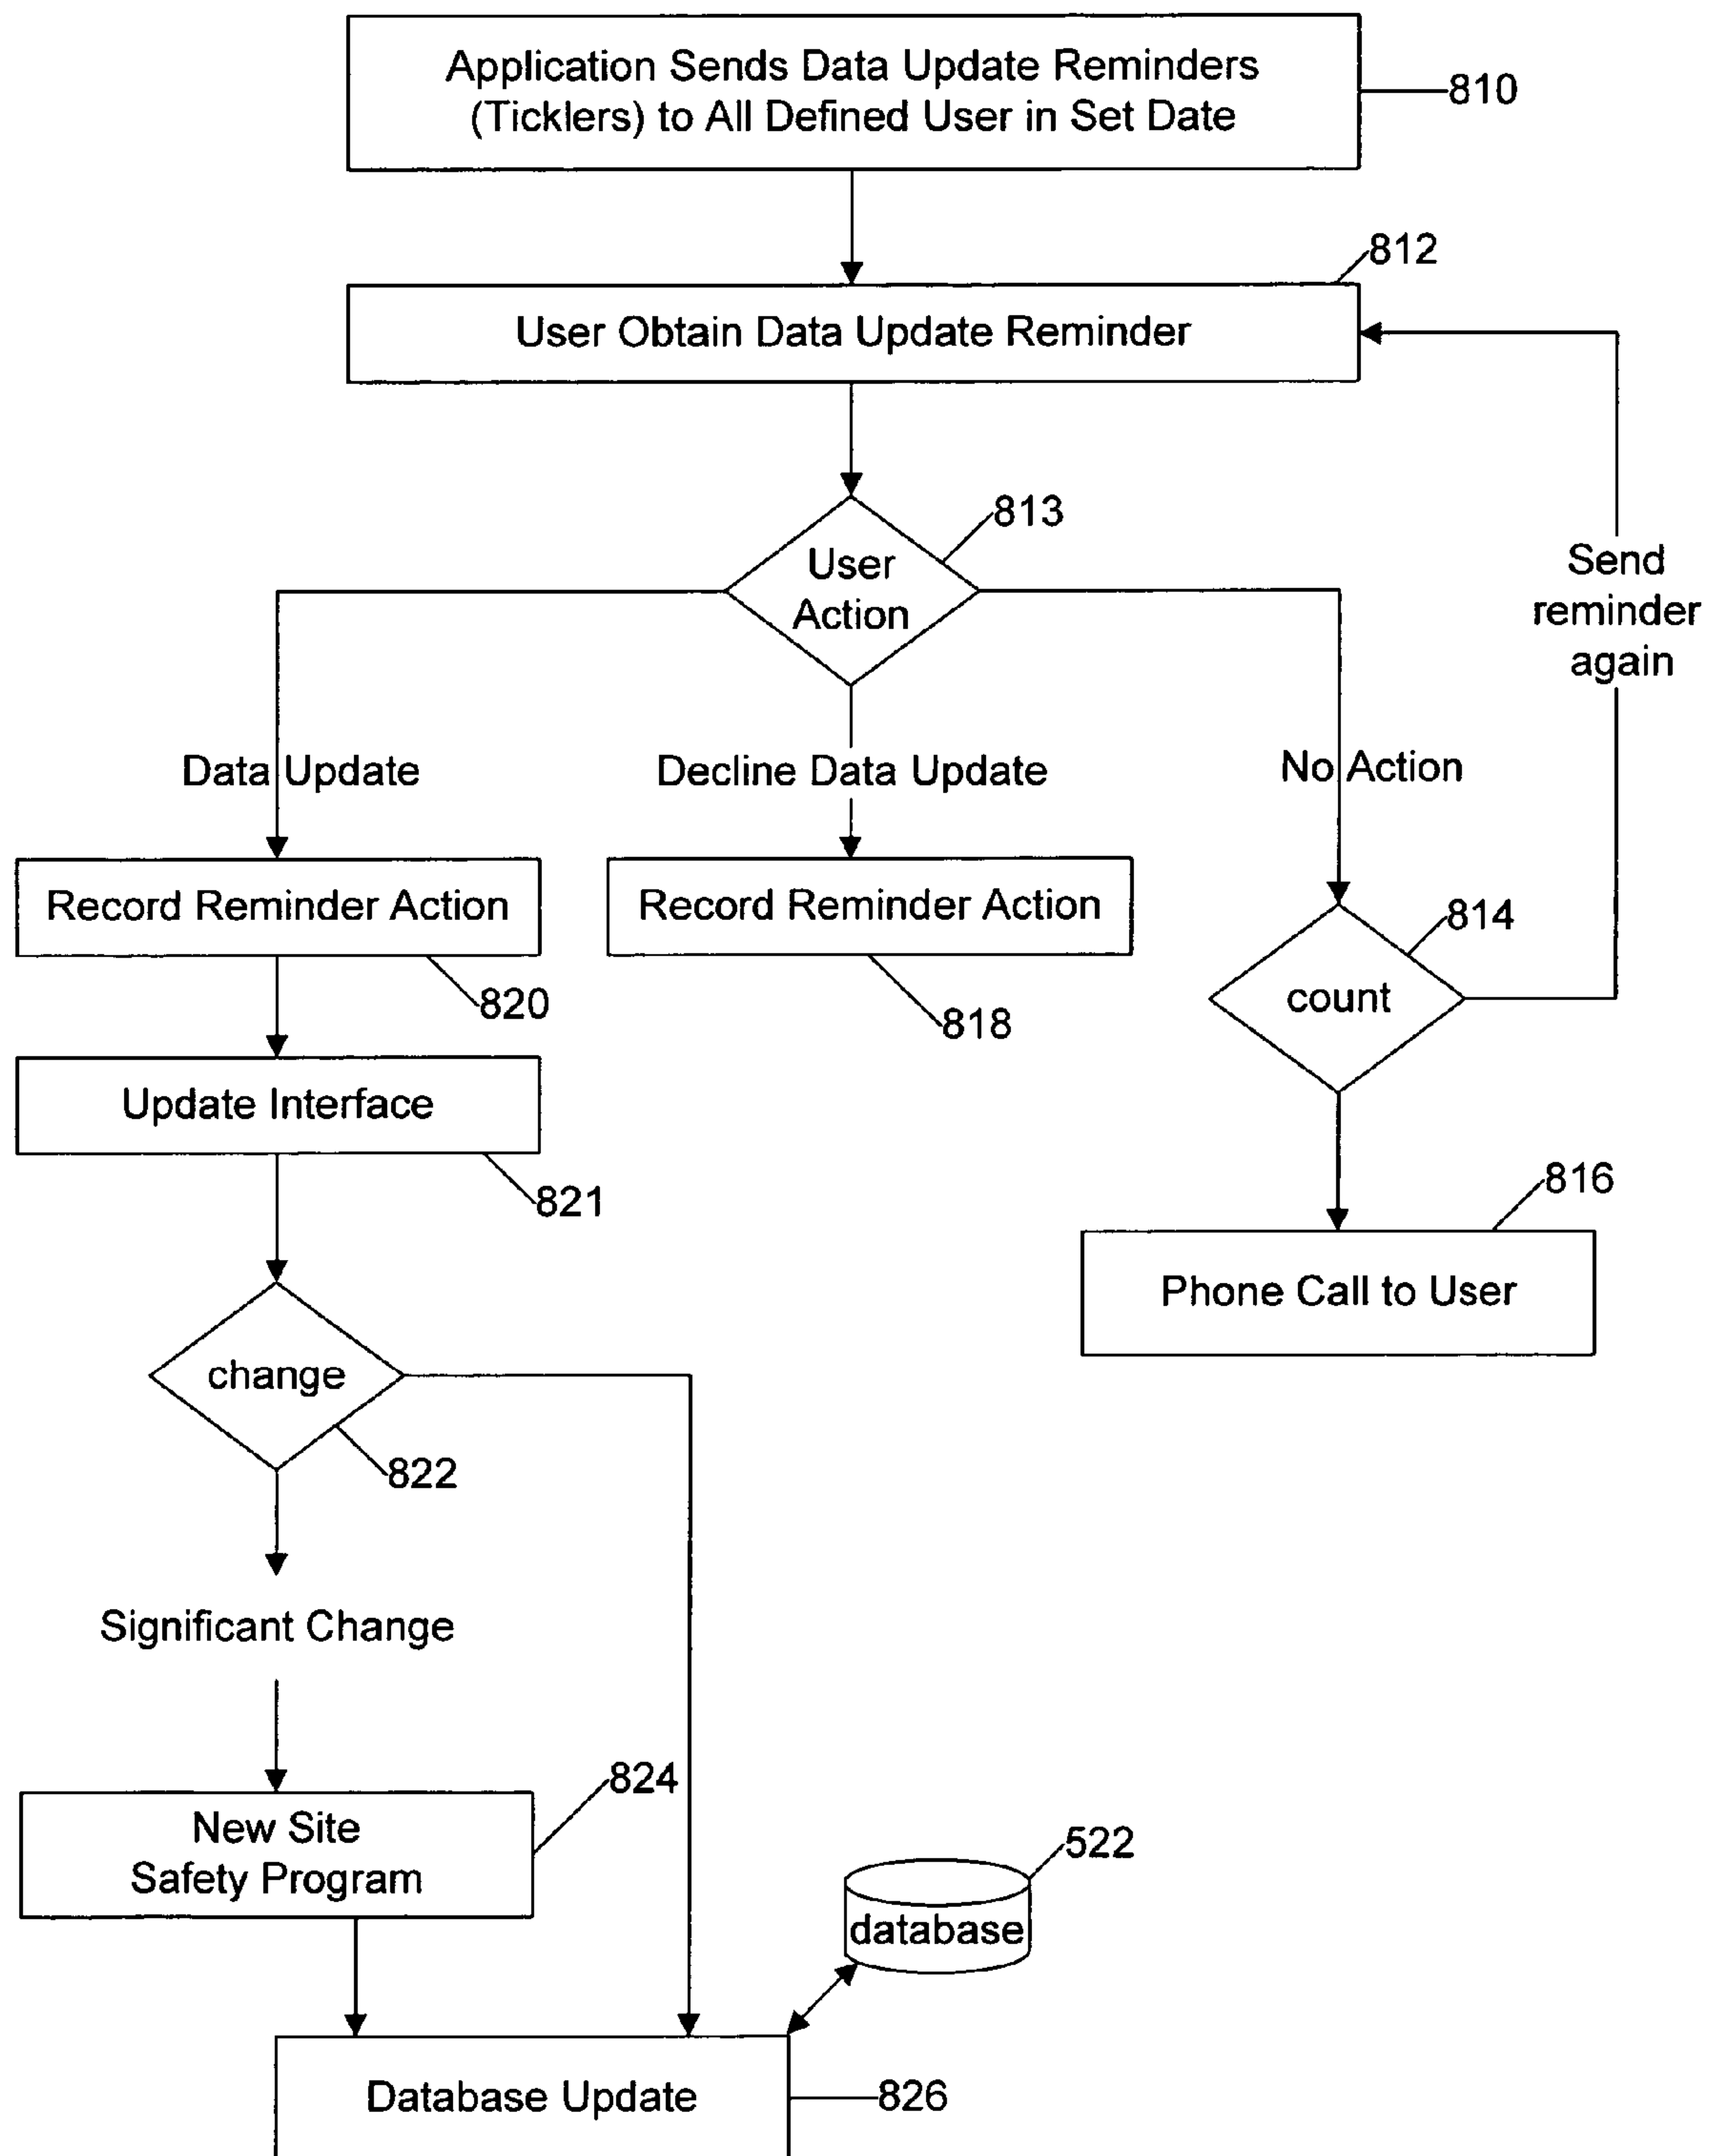 Application Sends Data Update Reminders
(Ticklers) to All Defined User in Set Date
810
812
User Obtain Data Update Reminder
813
User
Action
Send
reminder
again
Data Update
Decline Data Update
No Action
Record Reminder Action
Record Reminder Action
814
count
820
818
Update Interface
821
816
Phone Call to User
change
822
Significant Change
824
New Site
Safety Program
522
database
Database Update
826